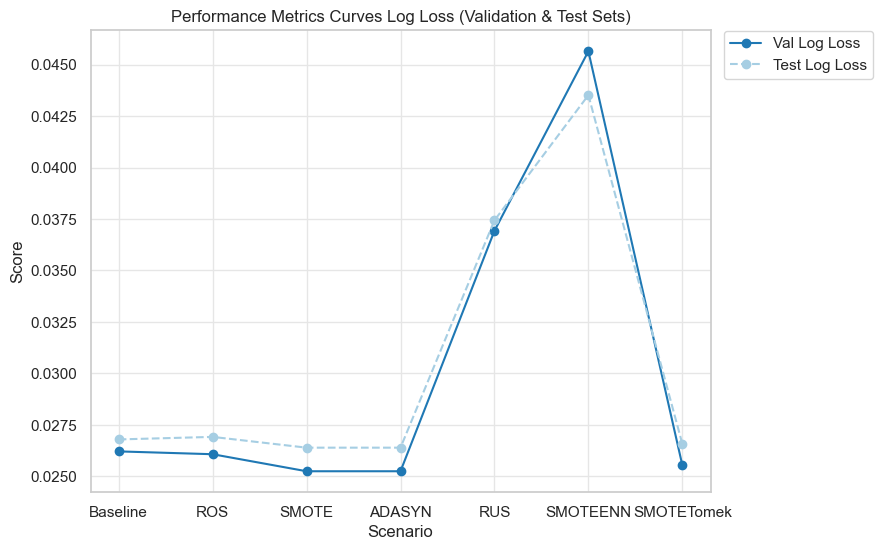 Performance Metrics Curves Log Loss (Validation & Test Sets)
Val Log Loss
Test Log Loss
0.0450
0.0425
0.0400
0.0375
0.0350
0.0325
0.0300
0.0275
0.0250
Score
Baseline ROS SMOTE ADASYN RUS SMOTEENN SMOTETomek
Scenario